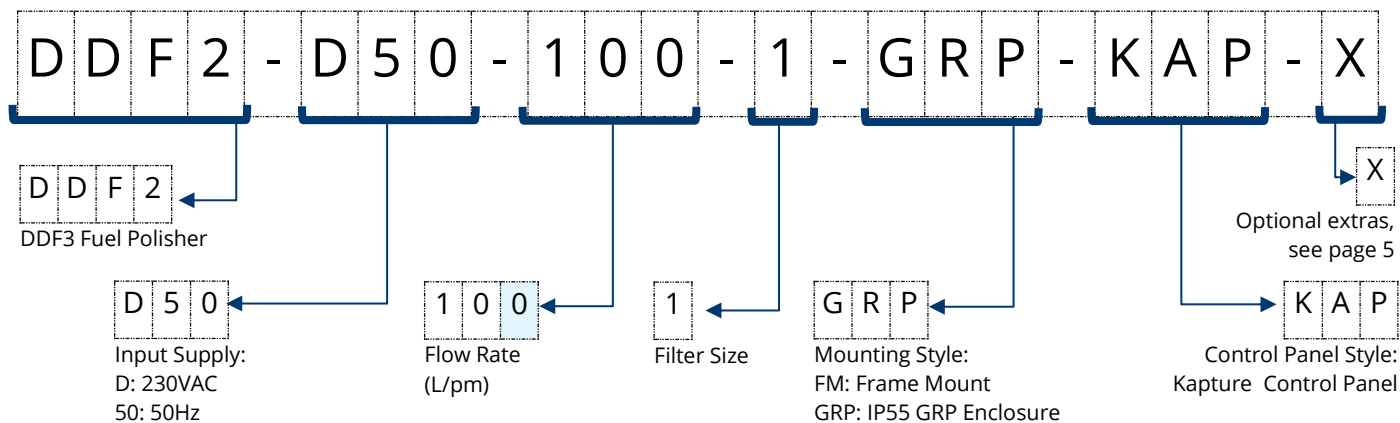 DDF2 - D50 - 100 - 1 - GRP - KAP - X
DDF2
DDF3 Fuel Polisher
X
Optional extras,
see page 5
D50
Input Supply:
D: 230VAC
50: 50Hz
100
Flow Rate
(L/pm)
1
Filter Size
GRP
Mounting Style:
FM: Frame Mount
GRP: IP55 GRP Enclosure
KAP
Control Panel Style:
Kapture Control Panel